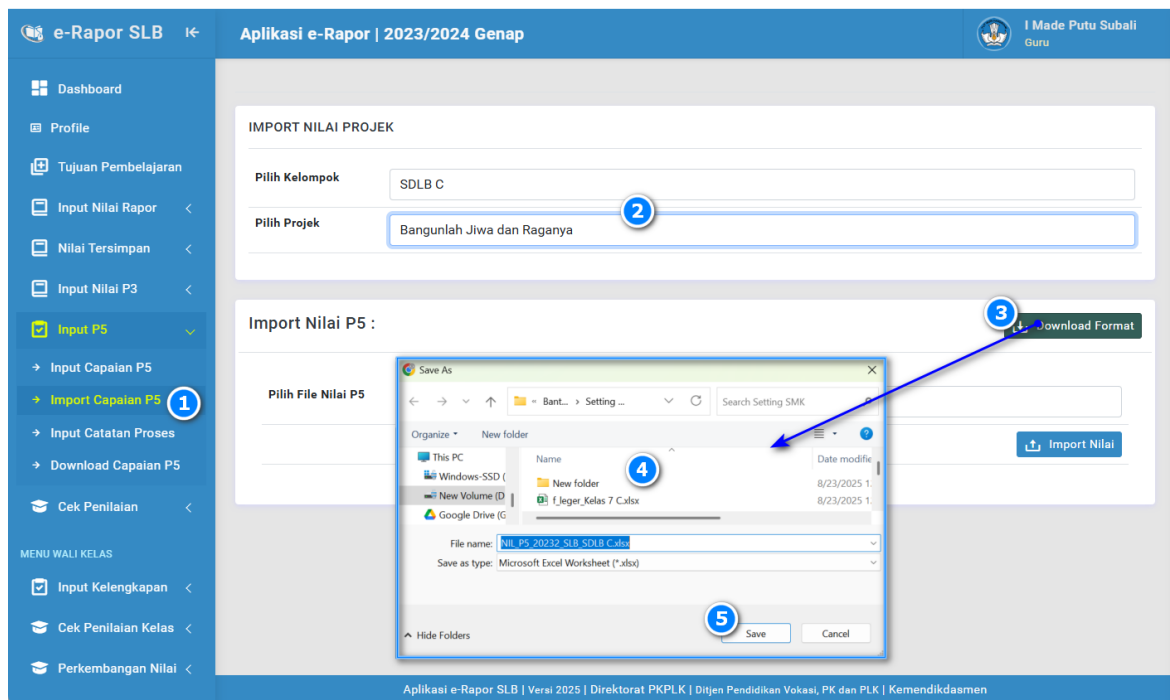 e-Rapor SLB
Aplikasi e-Rapor | 2023/2024 Genap
I Made Putu Subali
Guru
Dashboard
Profile
Tujuan Pembelajaran
Input Nilai Rapor
Nilai Tersimpan
Input Nilai P3
Input P5
Input Capaian P5
Import Capaian P5
1
Input Catatan Proses
Download Capaian P5
Cek Penilaian
MENU WALI KELAS
Input Kelengkapan
Cek Penilaian Kelas
Perkembangan Nilai
IMPORT NILAI PROJEK
Pilih Kelompok
SDLB C
2
Pilih Projek
Bangunlah Jiwa dan Raganya
Import Nilai P5 :
3
Download Format
Pilih File Nilai P5
Import Nilai
Save As
« Bant... > Setting ...
Search Setting SMK
Organize
New folder
This PC
Windows-SSD (
New Volume (D
Google Drive (G
Name
Date modifie
4
New folder
8/23/2025 1
f_leger_Kelas 7 C.xlsx
8/23/2025 1
File name: NIL_P5_20232_SLB_SDLB C.xlsx
Save as type: Microsoft Excel Worksheet (*.xlsx)
Hide Folders
5
Save
Cancel
Aplikasi e-Rapor SLB | Versi 2025 | Direktorat PKPLK | Ditjen Pendidikan Vokasi, PK dan PLK | Kemendikdasmen